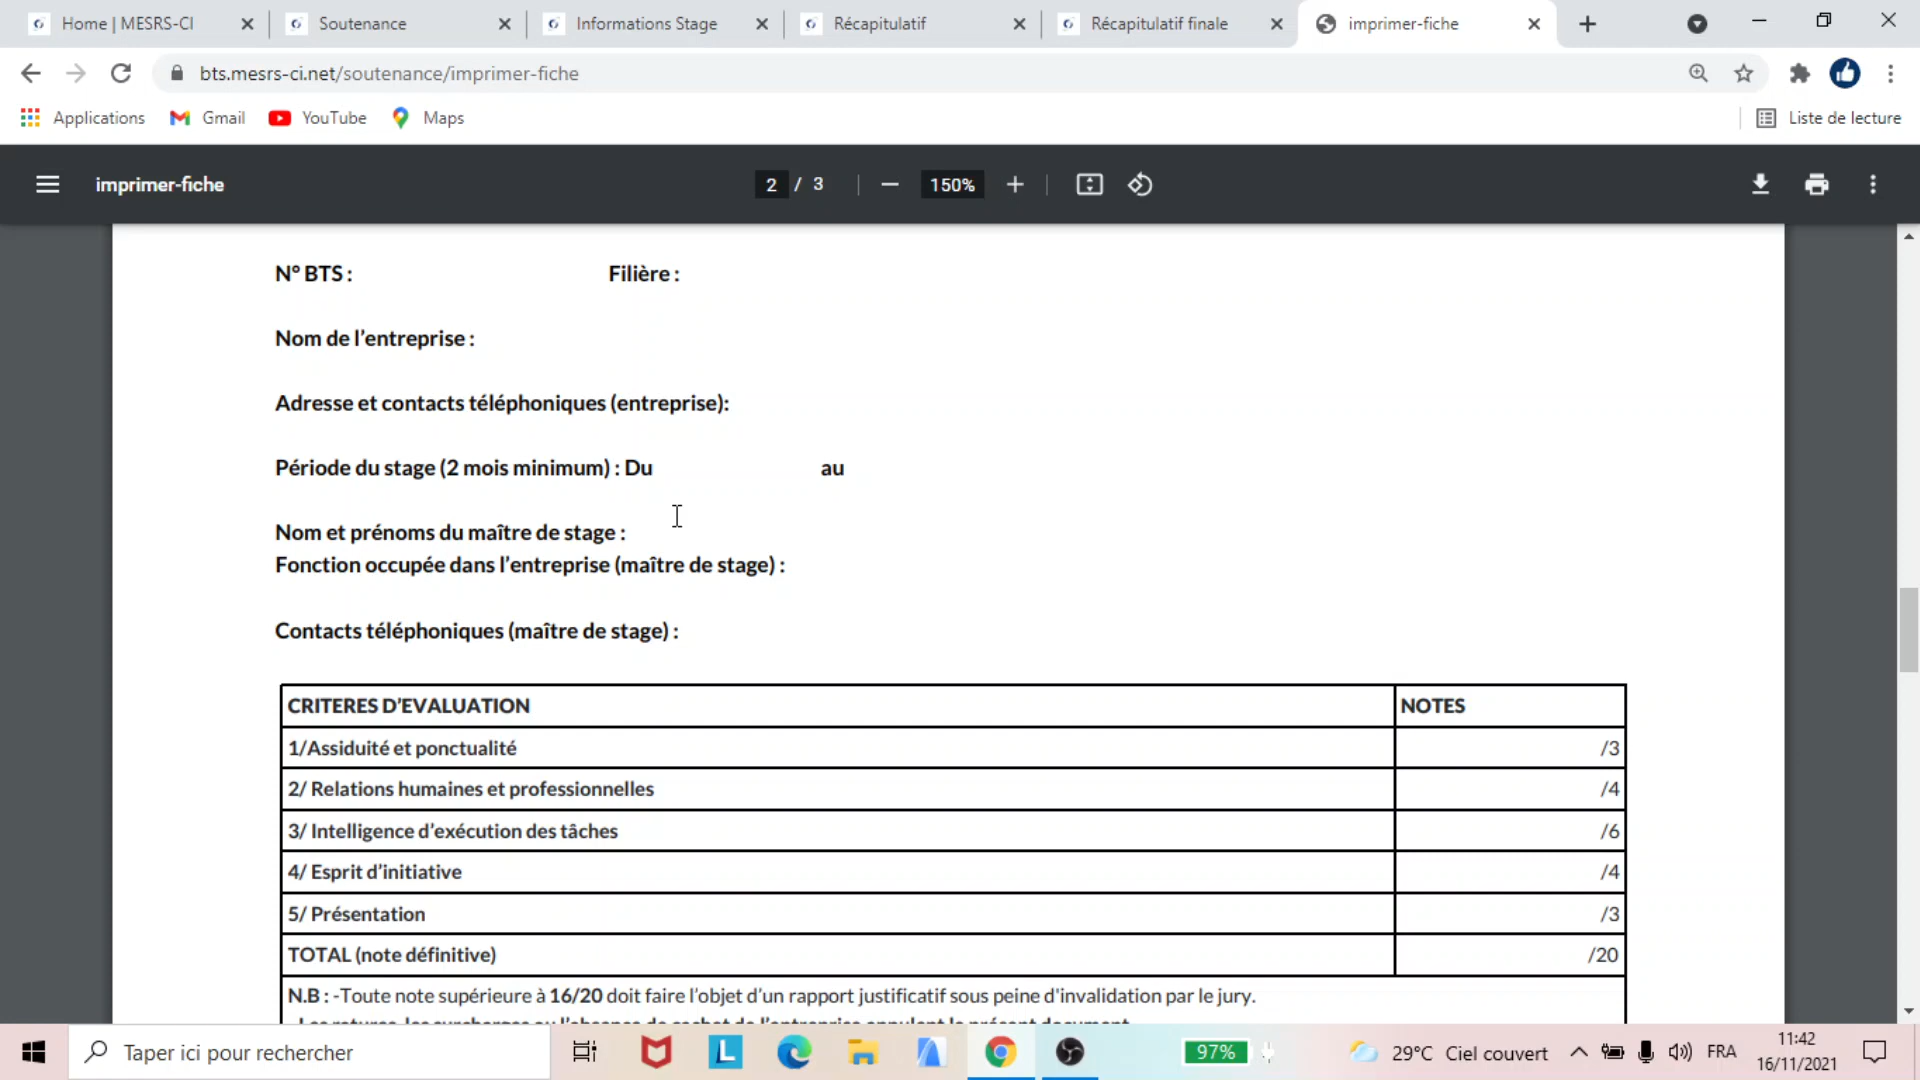 Home | MESRS-CI
Soutenance
Informations Stage
Récapitulatif
Récapitulatif finale
imprimer-fiche
bts.mesrs-ci.net/soutenance/imprimer-fiche
Applications
Gmail
YouTube
Maps
Liste de lecture
imprimer-fiche
2 / 3
150%
N° BTS : Filière :
Nom de l'entreprise :
Adresse et contacts téléphoniques (entreprise):
Période du stage (2 mois minimum) : Du au
Nom et prénoms du maître de stage :
Fonction occupée dans l'entreprise (maître de stage) :
Contacts téléphoniques (maître de stage) :
CRITERES D'EVALUATION NOTES
1/Assiduité et ponctualité /3
2/ Relations humaines et professionnelles /4
3/ Intelligence d'exécution des tâches /6
4/ Esprit d'initiative /4
5/ Présentation /3
TOTAL (note définitive) /20
N.B : -Toute note supérieure à 16/20 doit faire l'objet d'un rapport justificatif sous peine d'invalidation par le jury.
Taper ici pour rechercher
L
97%
29°C Ciel couvert
FRA
11:42
16/11/2021